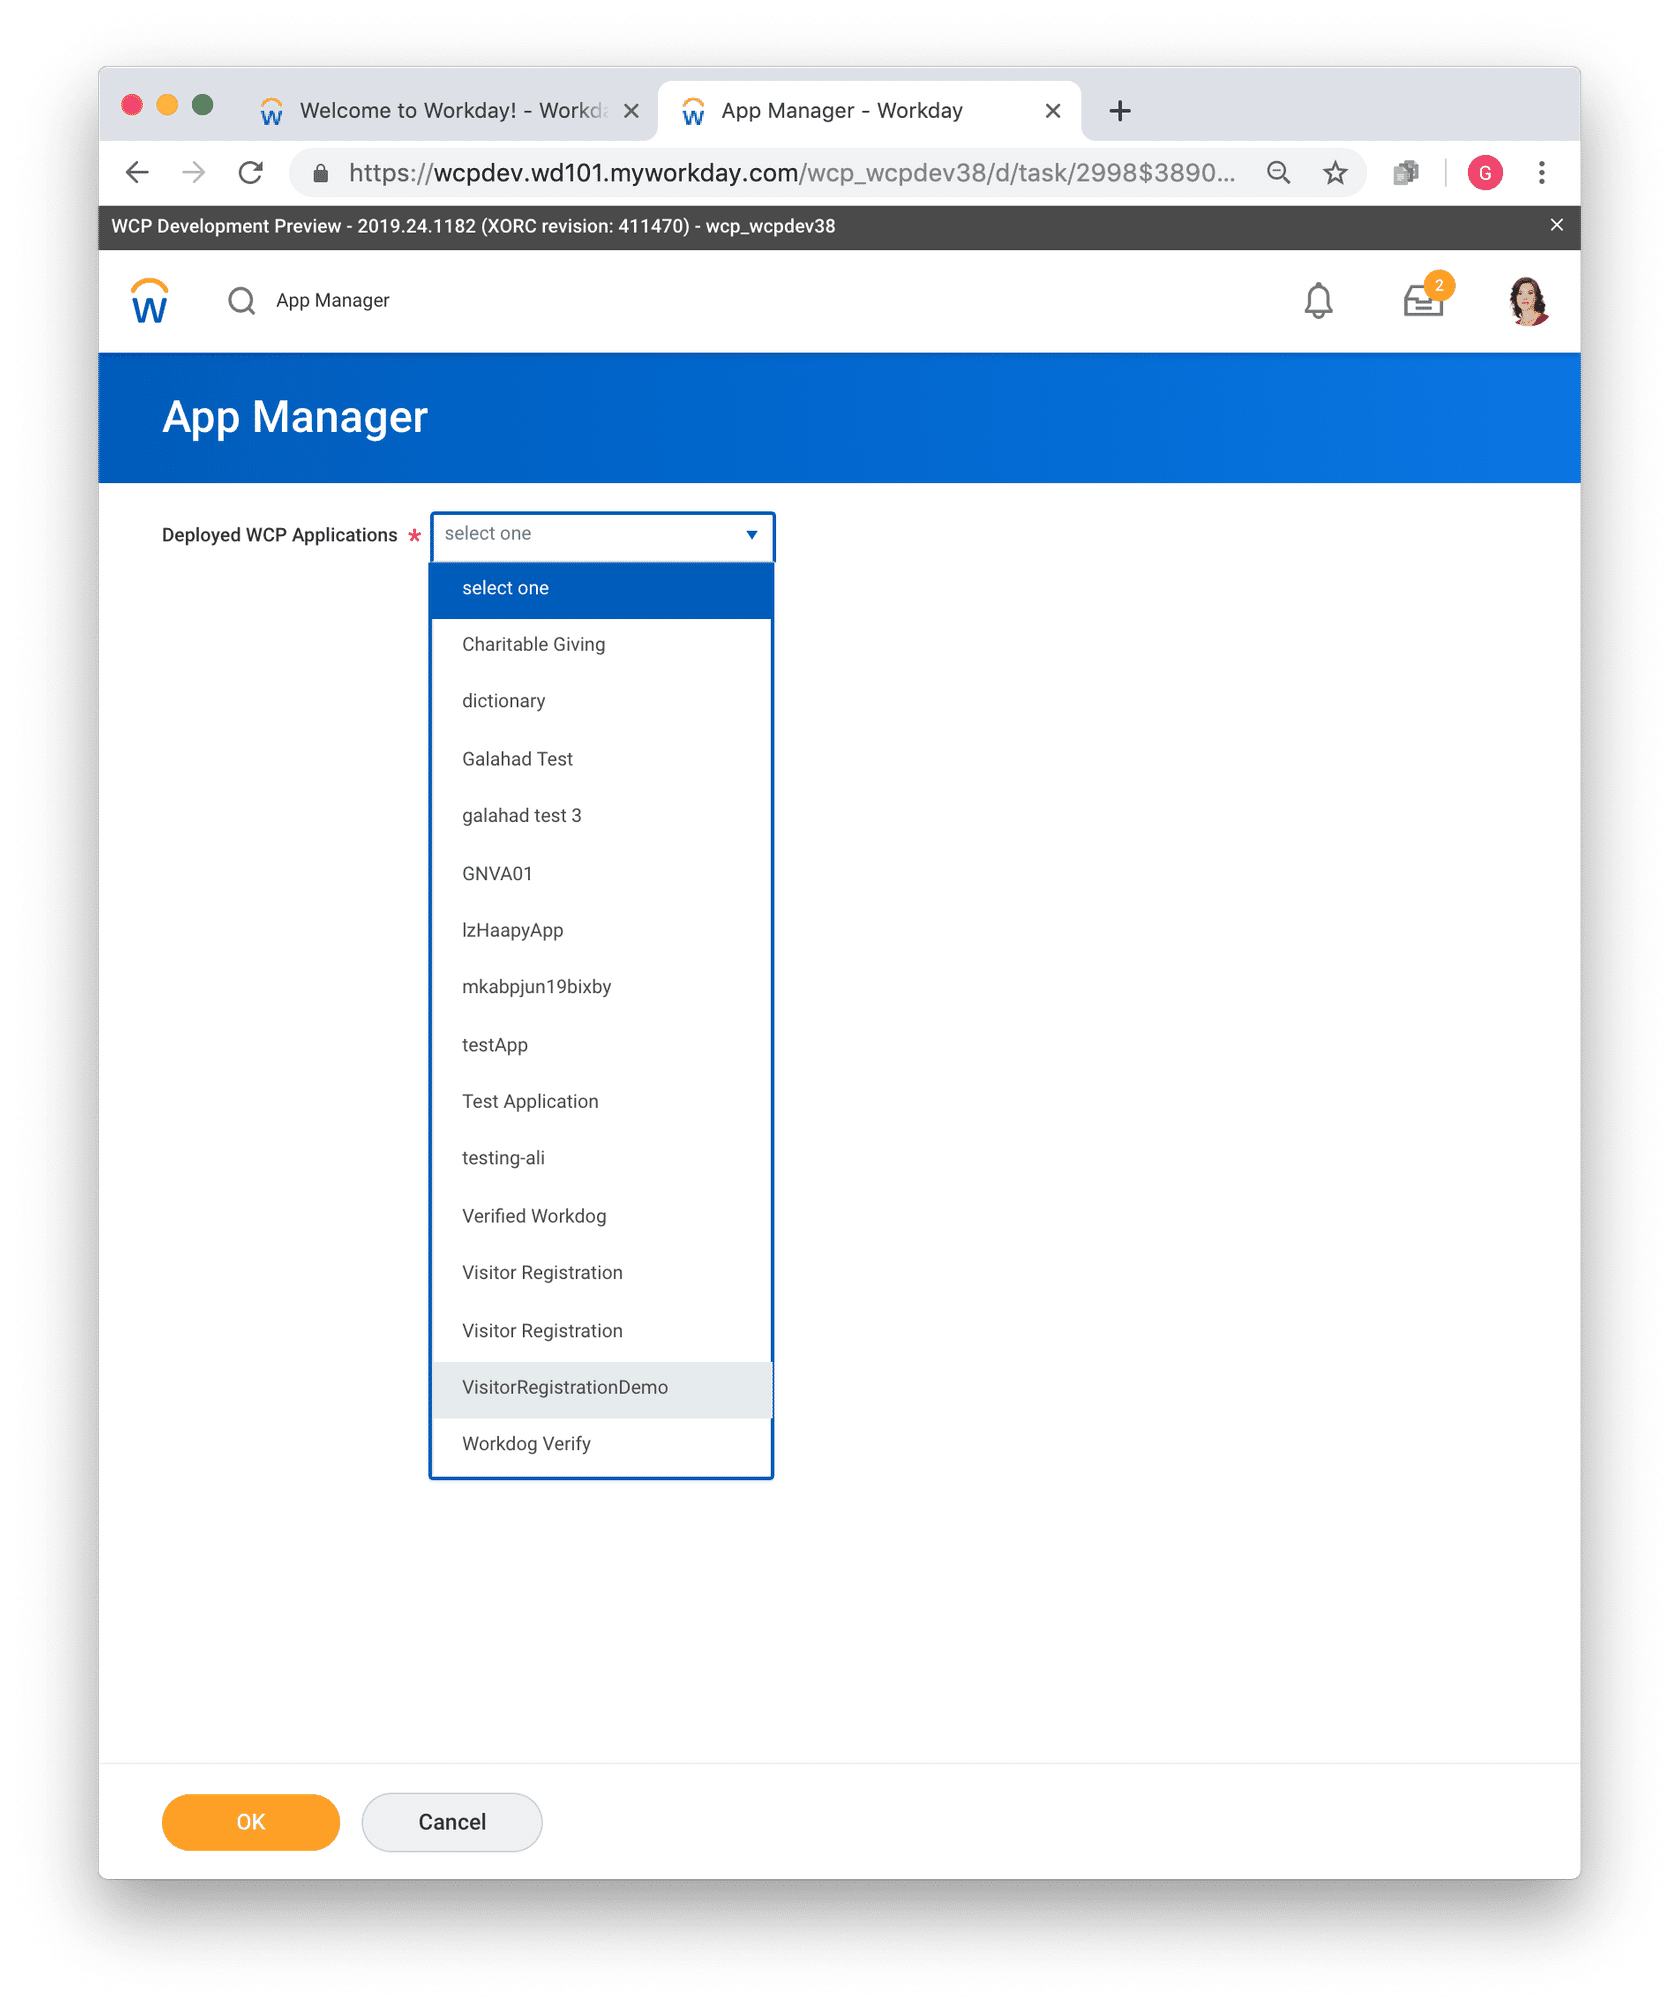 Welcome to Workday! - Workda
App Manager - Workday
https://wcpdev.wd101.myworkday.com/wcp_wcpdev38/d/task/2998$3890...
G
WCP Development Preview - 2019.24.1182 (XORC revision: 411470) - wcp_wcpdev38
App Manager
2
App Manager
Deployed WCP Applications *
select one
select one
Charitable Giving
dictionary
Galahad Test
galahad test 3
GNVA01
lzHaapyApp
mkabpjun19bixby
testApp
Test Application
testing-ali
Verified Workdog
Visitor Registration
Visitor Registration
VisitorRegistrationDemo
Workdog Verify
OK
Cancel